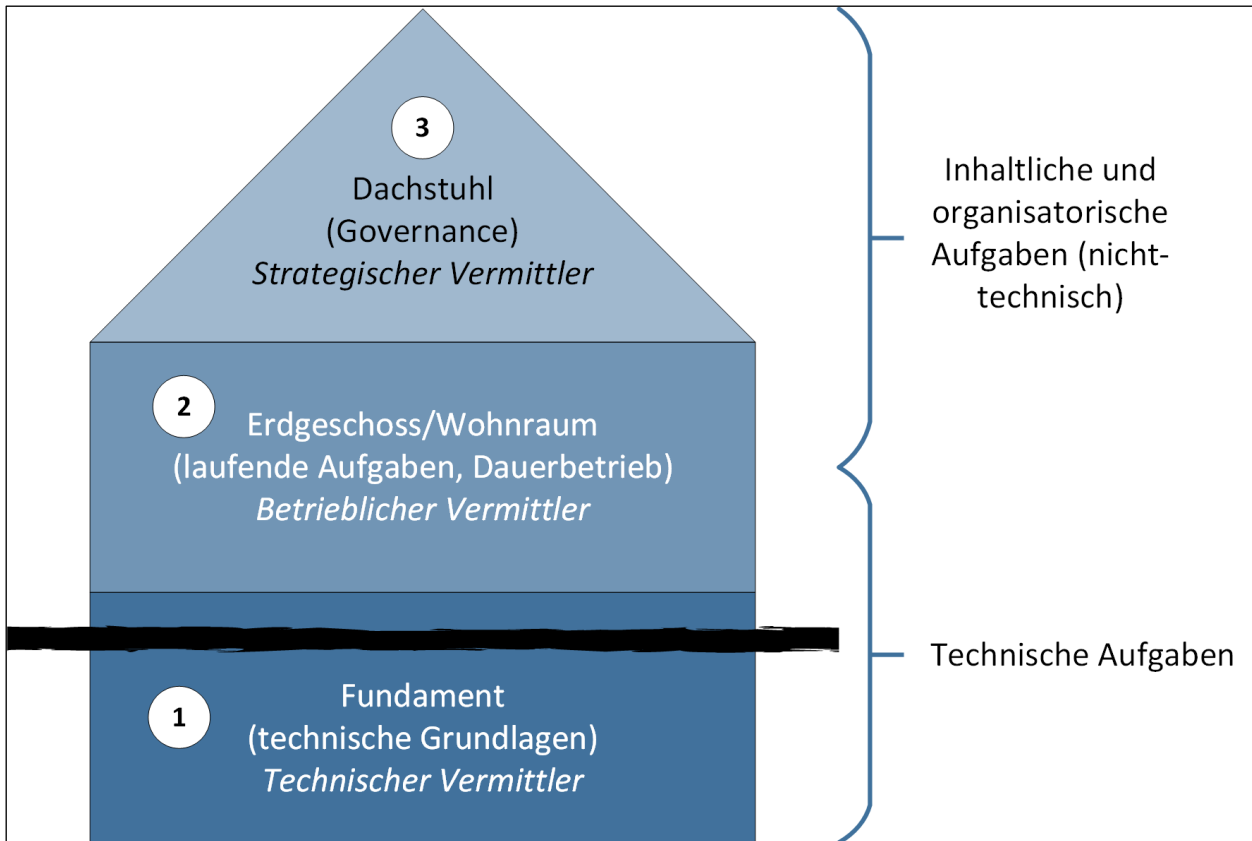 3
Dachstuhl
(Governance)
Strategischer Vermittler
2
Erdgeschoss/Wohnraum
(laufende Aufgaben, Dauerbetrieb)
Betrieblicher Vermittler
1
Fundament
(technische Grundlagen)
Technischer Vermittler
Inhaltliche und
organisatorische
Aufgaben (nicht-
technisch)
Technische Aufgaben